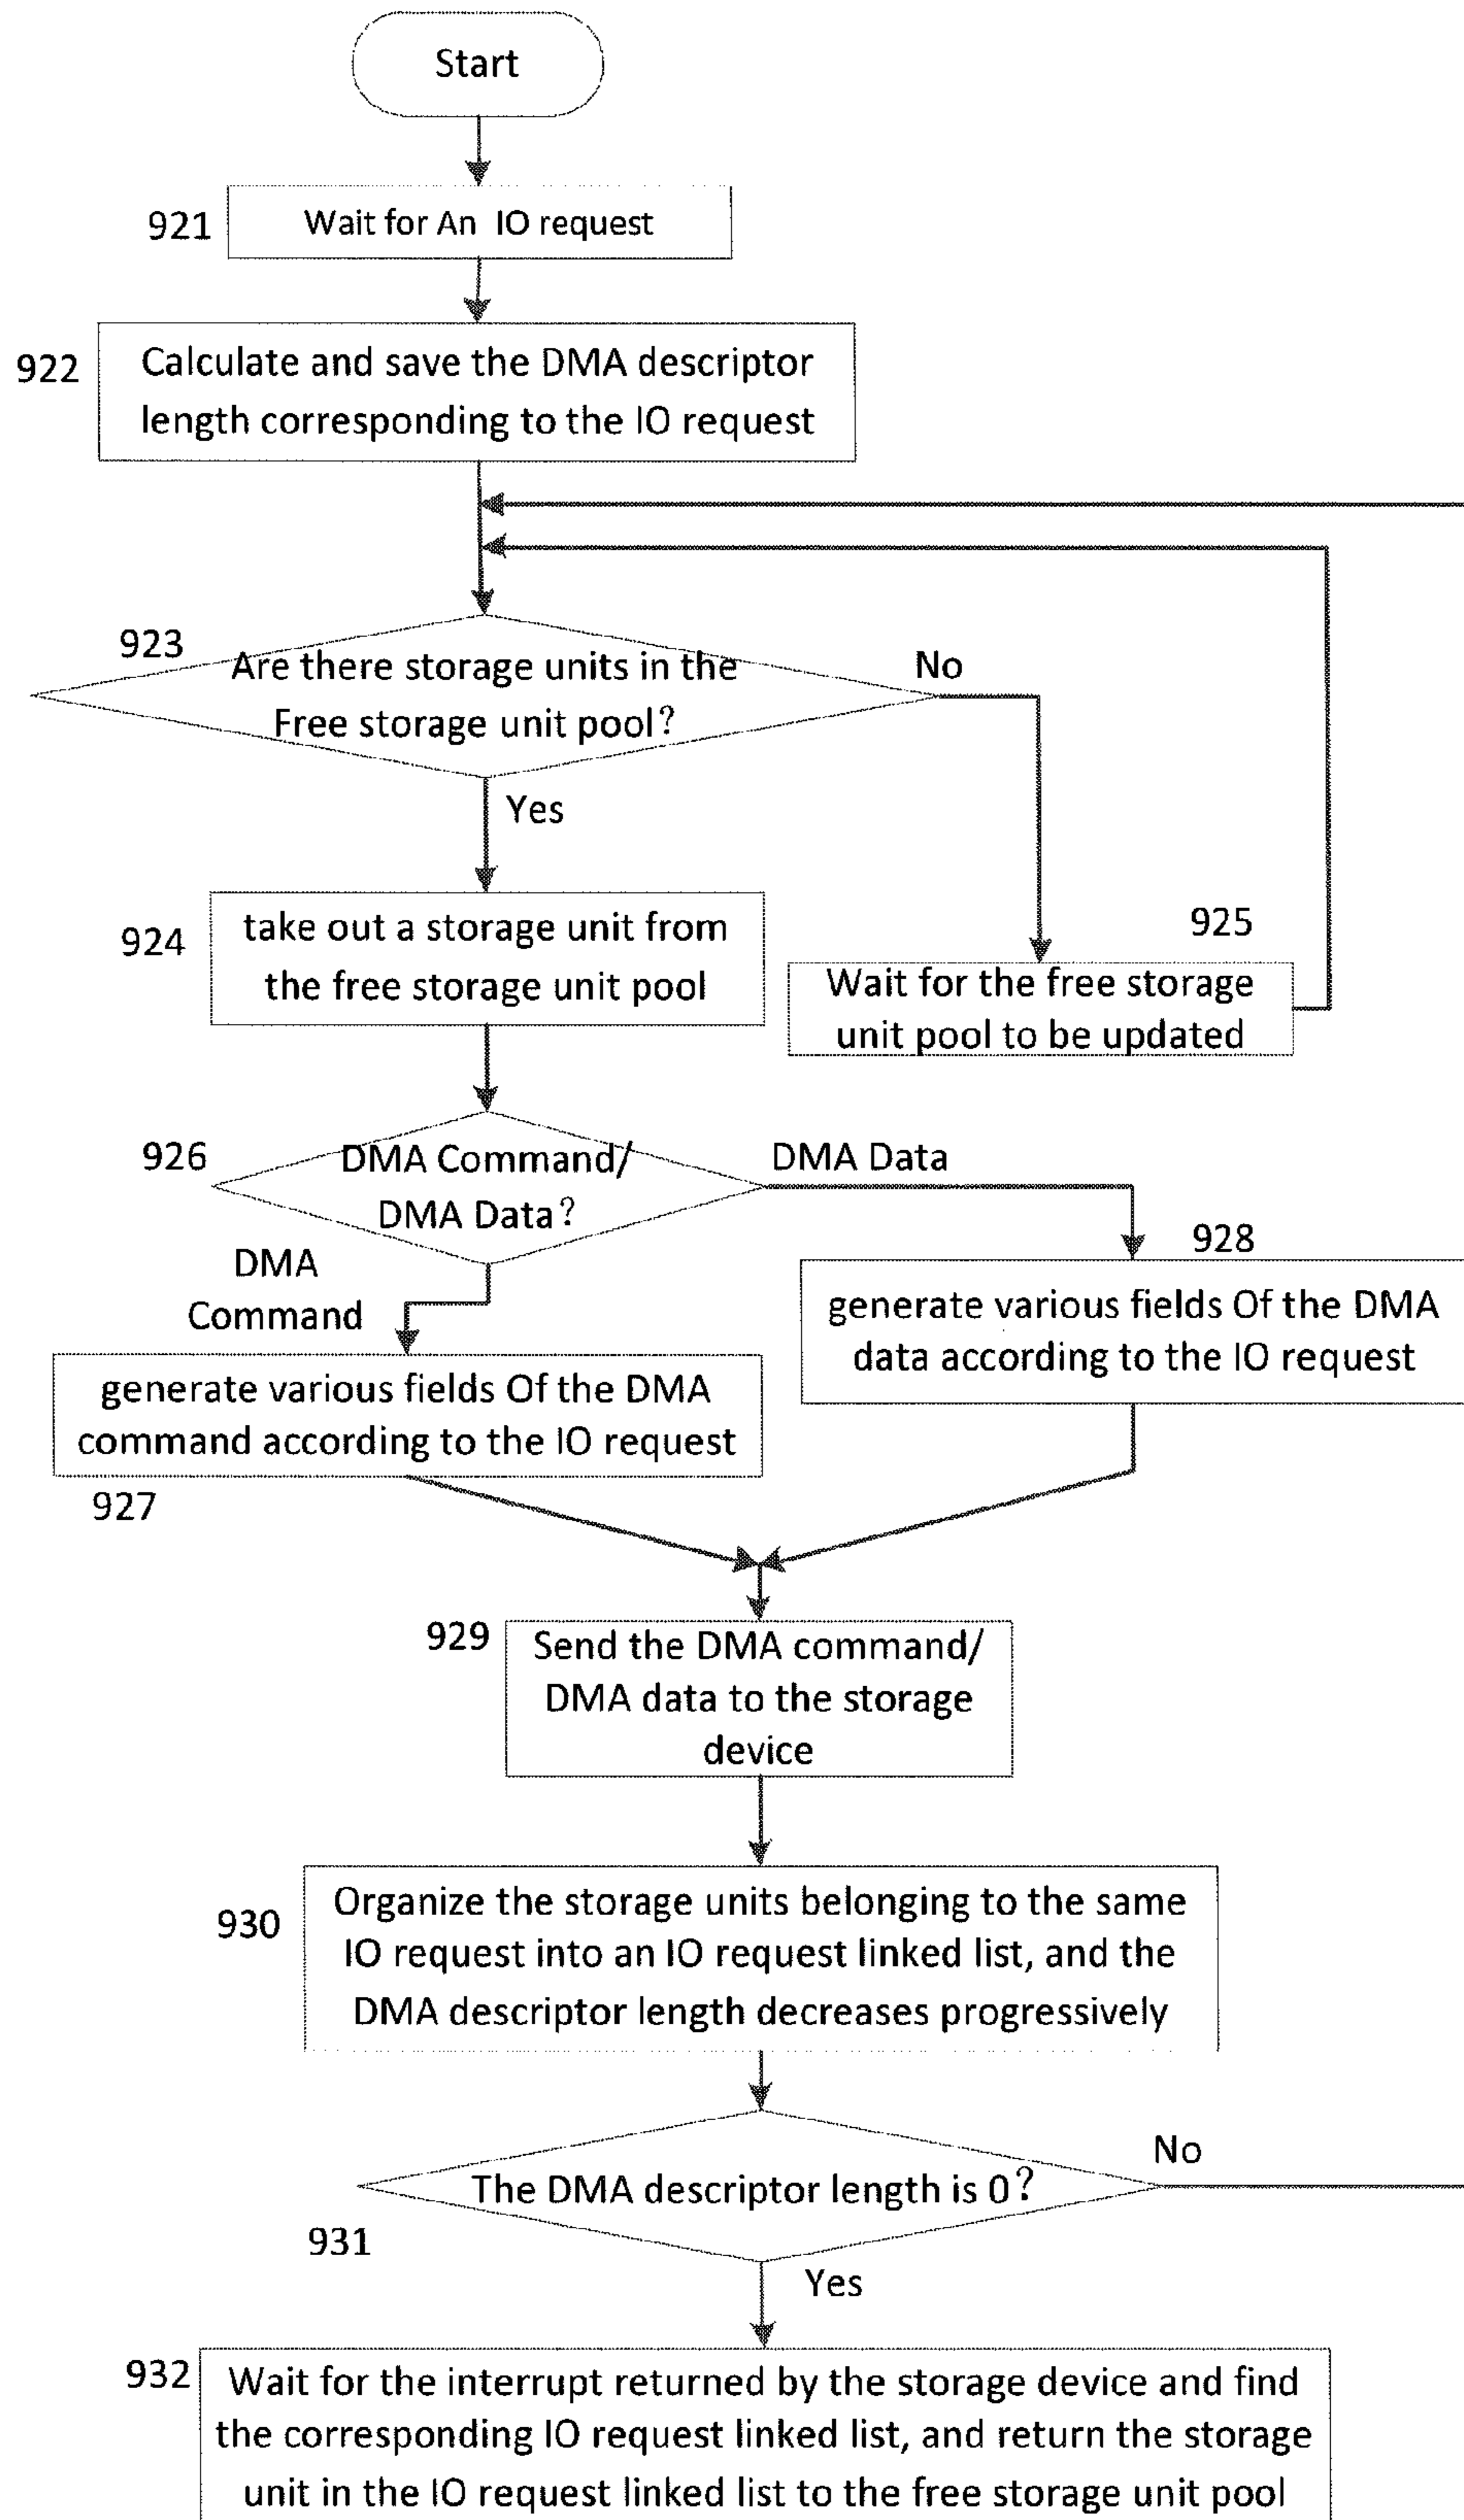 Start
921
Wait for An IO request
922
Calculate and save the DMA descriptor
length corresponding to the IO request
923
Are there storage units in the
Free storage unit pool?
No
Yes
924
take out a storage unit from
the free storage unit pool
925
Wait for the free storage
unit pool to be updated
926
DMA Command/
DMA Data?
DMA Data
DMA
Command
928
generate various fields Of the DMA
data according to the IO request
generate various fields Of the DMA
command according to the IO request
927
929
Send the DMA command/
DMA data to the storage
device
930
Organize the storage units belonging to the same
IO request into an IO request linked list, and the
DMA descriptor length decreases progressively
The DMA descriptor length is 0?
No
931
Yes
932
Wait for the interrupt returned by the storage device and find
the corresponding IO request linked list, and return the storage
unit in the IO request linked list to the free storage unit pool